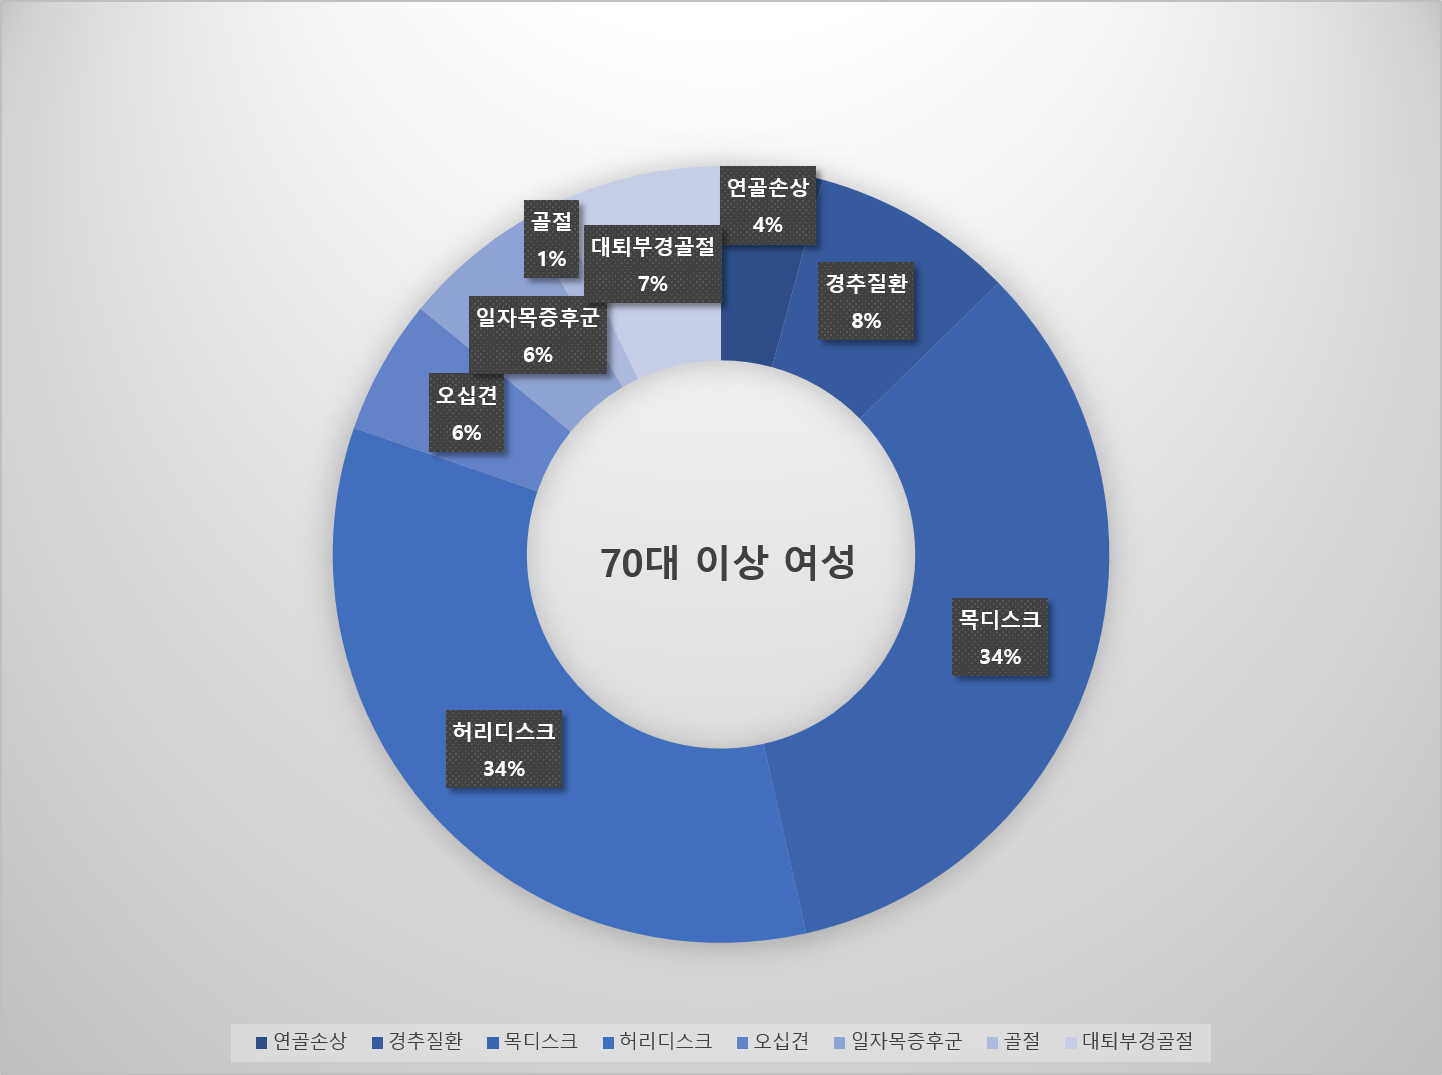 연골손상
4%
경추질환
8%
목디스크
34%
허리디스크
34%
오십견
6%
일자목증후군
6%
골절
1%
대퇴부경골절
7%
70대 이상 여성
연골손상 경추질환 목디스크 허리디스크 오십견 일자목증후군 골절 대퇴부경골절